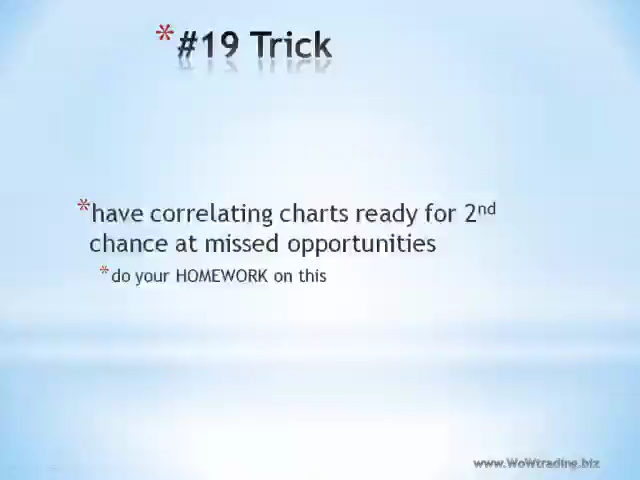 *#19 Trick
*have correlating charts ready for 2nd
chance at missed opportunities
*do your HOMEWORK on this
www.WoWtrading.biz